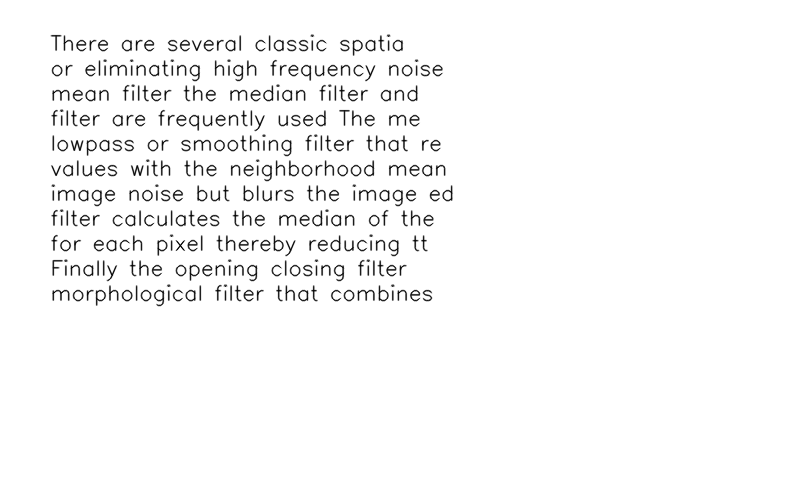 There are several classic spatia
or eliminating high frequency noise
mean filter the median filter and
filter are frequently used The me
lowpass or smoothing filter that re
values with the neighborhood mean
image noise but blurs the image ed
filter calculates the median of the
for each pixel thereby reducing tt
Finally the opening closing filter
morphological filter that combines